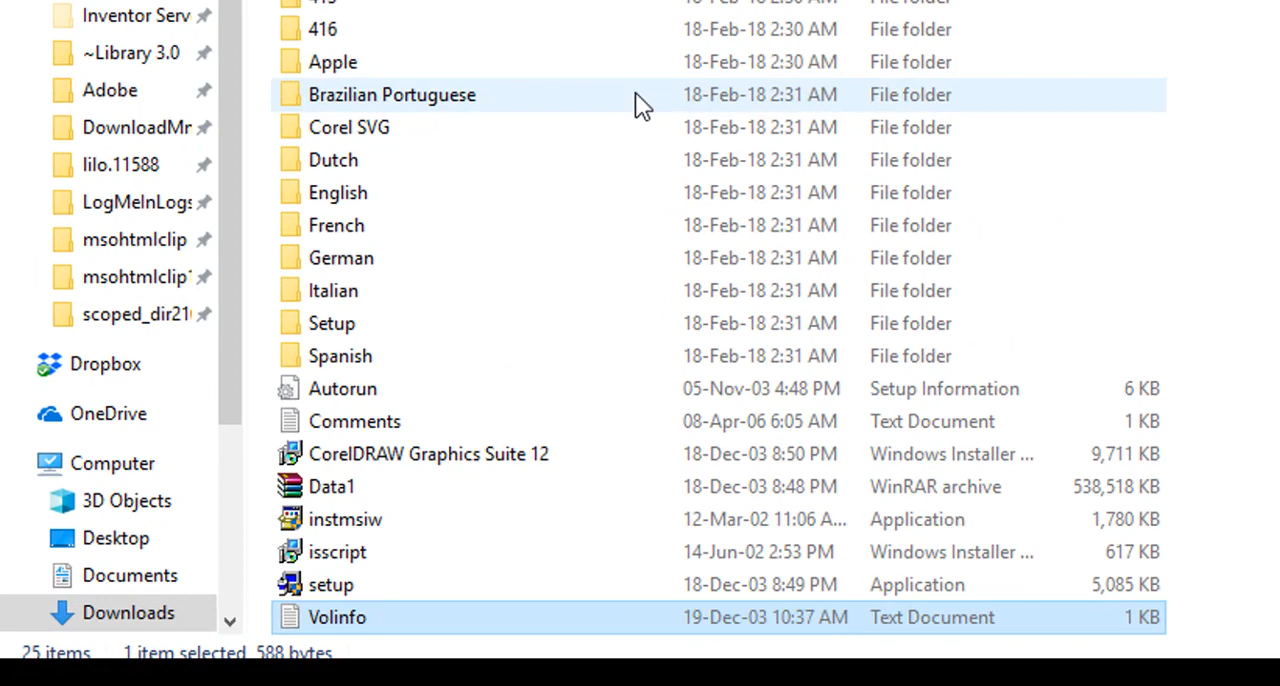 Inventor Serv
~Library 3.0
Adobe
DownloadMr
lilo.11588
LogMeInLogs
msohtmlclip
msohtmlclip1
scoped_dir21
Dropbox
OneDrive
Computer
3D Objects
Desktop
Documents
Downloads
416 18-Feb-18 2:30 AM File folder
Apple 18-Feb-18 2:30 AM File folder
Brazilian Portuguese 18-Feb-18 2:31 AM File folder
Corel SVG 18-Feb-18 2:31 AM File folder
Dutch 18-Feb-18 2:31 AM File folder
English 18-Feb-18 2:31 AM File folder
French 18-Feb-18 2:31 AM File folder
German 18-Feb-18 2:31 AM File folder
Italian 18-Feb-18 2:31 AM File folder
Setup 18-Feb-18 2:31 AM File folder
Spanish 18-Feb-18 2:31 AM File folder
Autorun 05-Nov-03 4:48 PM Setup Information 6 KB
Comments 08-Apr-06 6:05 AM Text Document 1 KB
CorelDRAW Graphics Suite 12 18-Dec-03 8:50 PM Windows Installer ... 9,711 KB
Data1 18-Dec-03 8:48 PM WinRAR archive 538,518 KB
instmsiw 12-Mar-02 11:06 A... Application 1,780 KB
isscript 14-Jun-02 2:53 PM Windows Installer ... 617 KB
setup 18-Dec-03 8:49 PM Application 5,085 KB
Volinfo 19-Dec-03 10:37 AM Text Document 1 KB
25 items 1 item selected 588 bytes